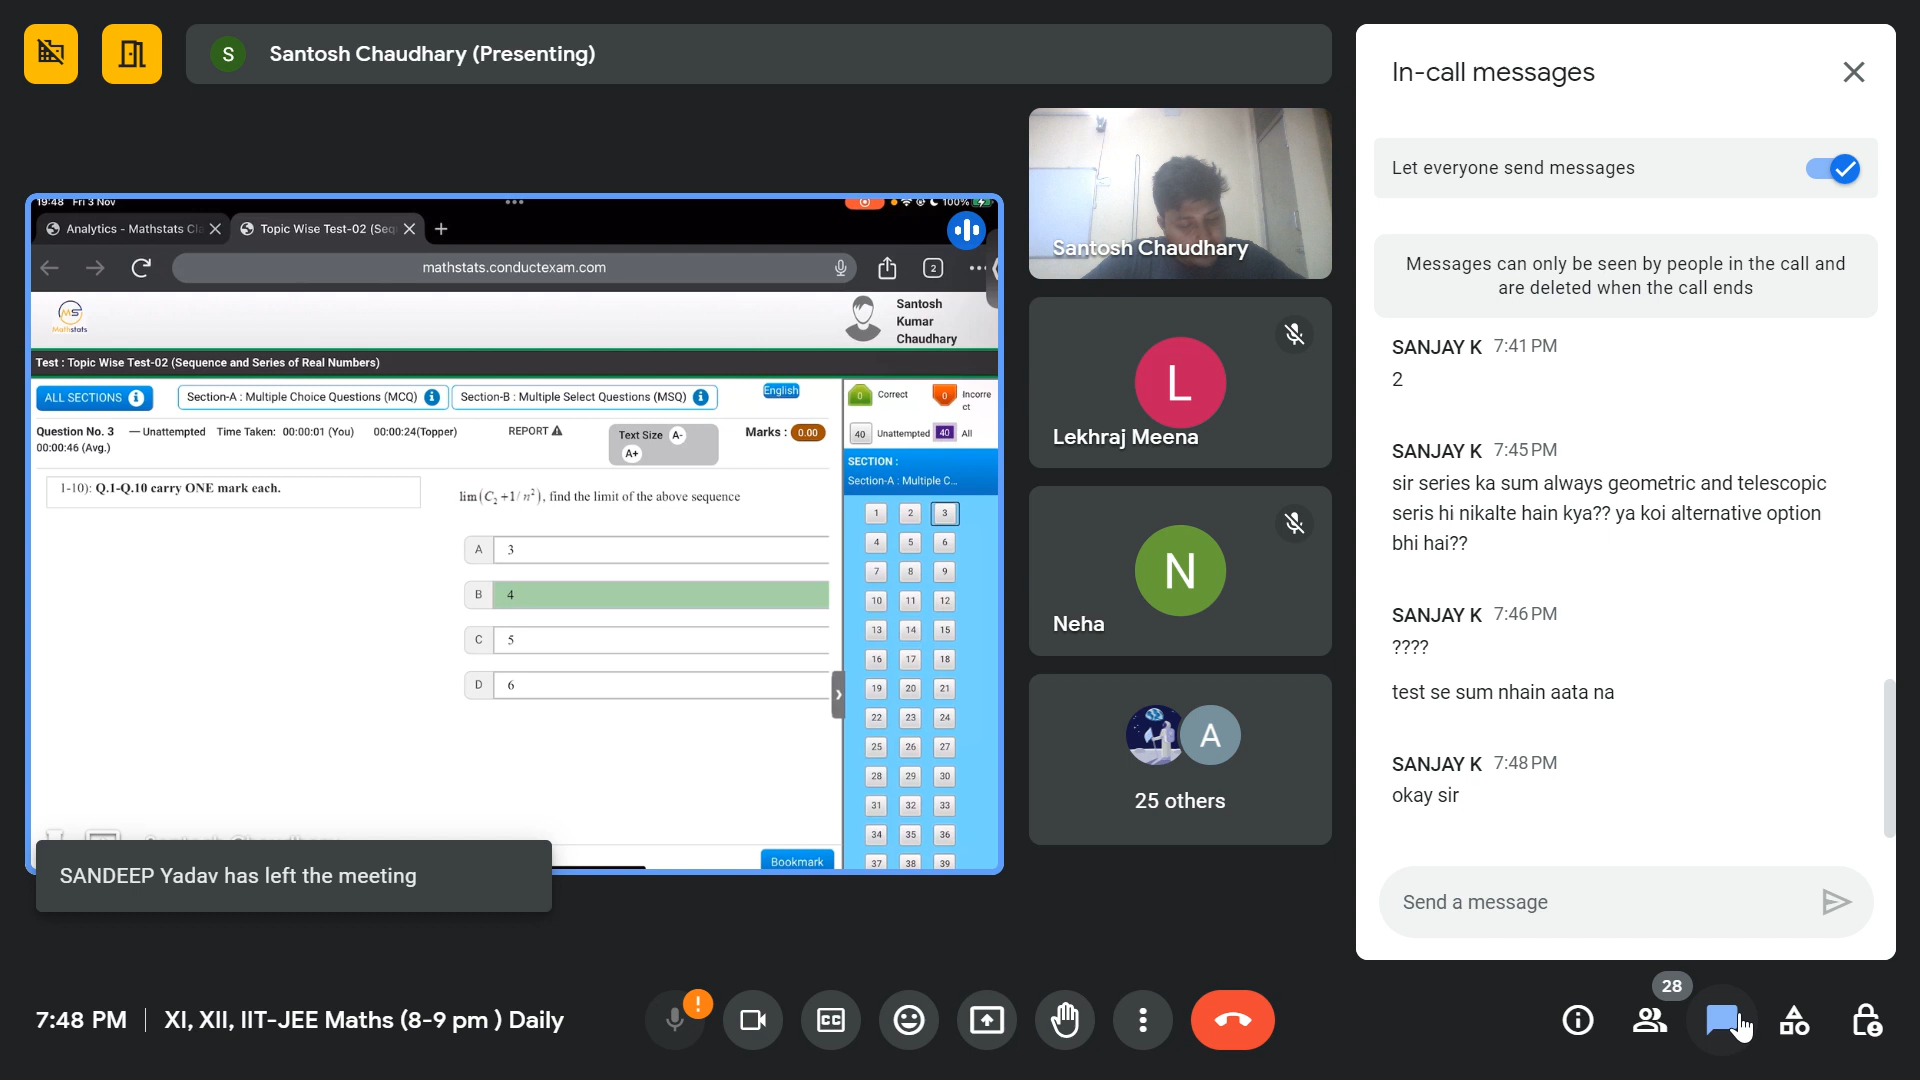 S Santosh Chaudhary (Presenting)
19:48 Fri 3 Nov
100%
Analytics - Mathstats Cl
Topic Wise Test-02 (Seq
mathstats.conductexam.com
2
MS
Mathstats
Santosh
Kumar
Chaudhary
Test : Topic Wise Test-02 (Sequence and Series of Real Numbers)
ALL SECTIONS i
Section-A : Multiple Choice Questions (MCQ) i
Section-B : Multiple Select Questions (MSQ) i
English
Question No. 3 — Unattempted Time Taken: 00:00:01 (You) 00:00:24(Topper)
00:00:46 (Avg.)
REPORT
Text Size A-
A+
Marks : 0.00
1-10): Q.1-Q.10 carry ONE mark each.
lim(C₂ +1/ n²), find the limit of the above sequence
A 3
B 4
C 5
D 6
Bookmark
0 Correct
0 Incorre
ct
40 Unattempted
40 All
SECTION :
Section-A : Multiple C...
1 2 3
4 5 6
7 8 9
10 11 12
13 14 15
16 17 18
19 20 21
22 23 24
25 26 27
28 29 30
31 32 33
34 35 36
37 38 39
SANDEEP Yadav has left the meeting
Santosh Chaudhary
L
Lekhraj Meena
N
Neha
A
25 others
In-call messages
Let everyone send messages
Messages can only be seen by people in the call and
are deleted when the call ends
SANJAY K 7:41 PM
2
SANJAY K 7:45 PM
sir series ka sum always geometric and telescopic
seris hi nikalte hain kya?? ya koi alternative option
bhi hai??
SANJAY K 7:46 PM
????
test se sum nhain aata na
SANJAY K 7:48 PM
okay sir
Send a message
7:48 PM | XI, XII, IIT-JEE Maths (8-9 pm ) Daily
!
CC
28